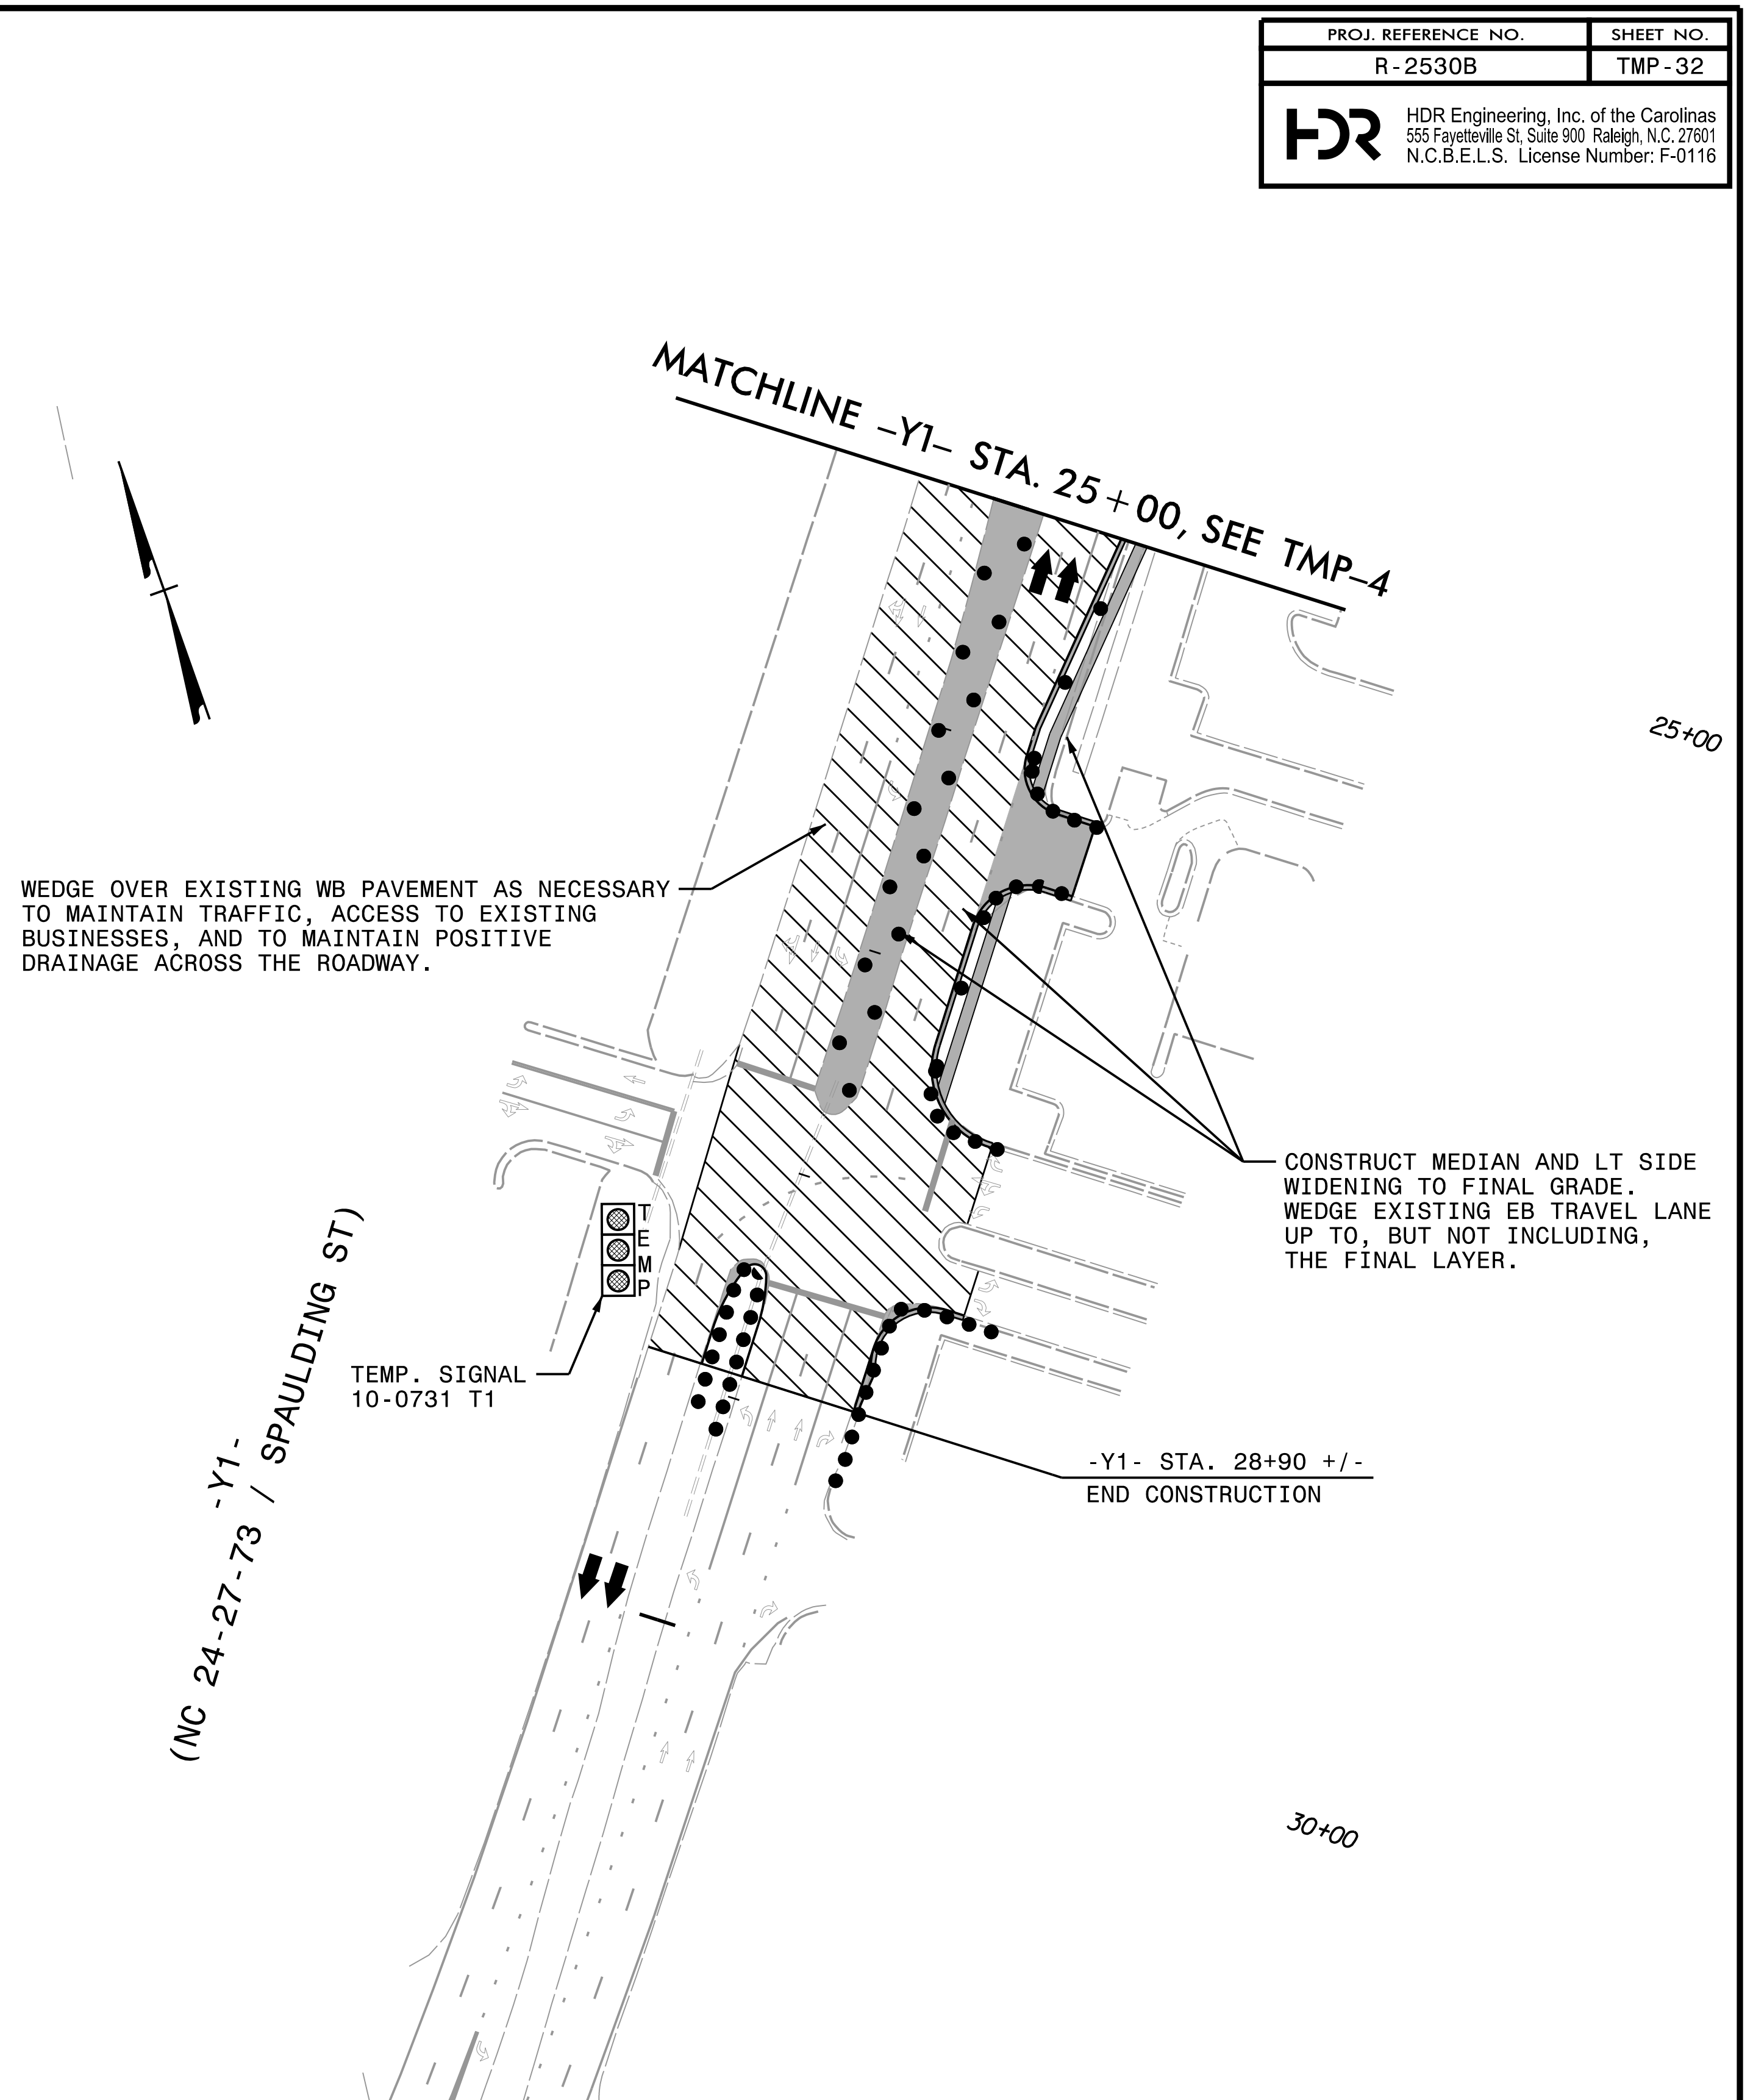 PROJ. REFERENCE NO.
SHEET NO.
R-2530B
TMP-32
HDR
HDR Engineering, Inc. of the Carolinas
555 Fayetteville St, Suite 900 Raleigh, N.C. 27601
N.C.B.E.L.S. License Number: F-0116
MATCHLINE -Y1- STA. 25+00, SEE TMP-4
25+00
WEDGE OVER EXISTING WB PAVEMENT AS NECESSARY
TO MAINTAIN TRAFFIC, ACCESS TO EXISTING
BUSINESSES, AND TO MAINTAIN POSITIVE
DRAINAGE ACROSS THE ROADWAY.
CONSTRUCT MEDIAN AND LT SIDE
WIDENING TO FINAL GRADE.
WEDGE EXISTING EB TRAVEL LANE
UP TO, BUT NOT INCLUDING,
THE FINAL LAYER.
TEMP
TEMP. SIGNAL
10-0731 T1
-Y1-
(NC 24-27-73 / SPAULDING ST)
-Y1- STA. 28+90 +/-
END CONSTRUCTION
30+00